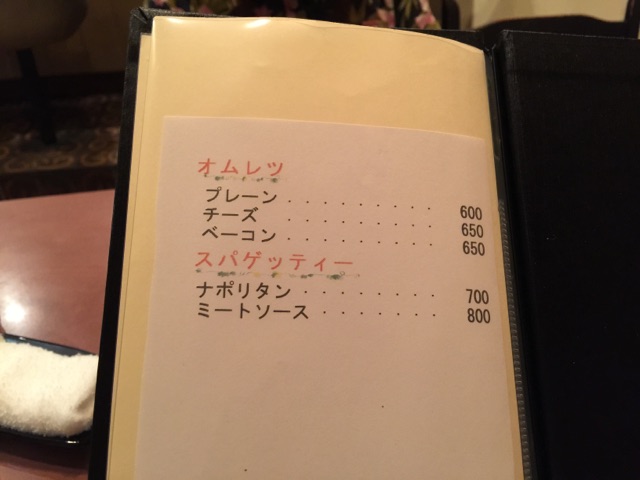 オムレツ
プレーン ......... 600
チーズ .......... 650
ベーコン ......... 650
スパゲッティー
ナポリタン ........ 700
ミートソース ....... 800